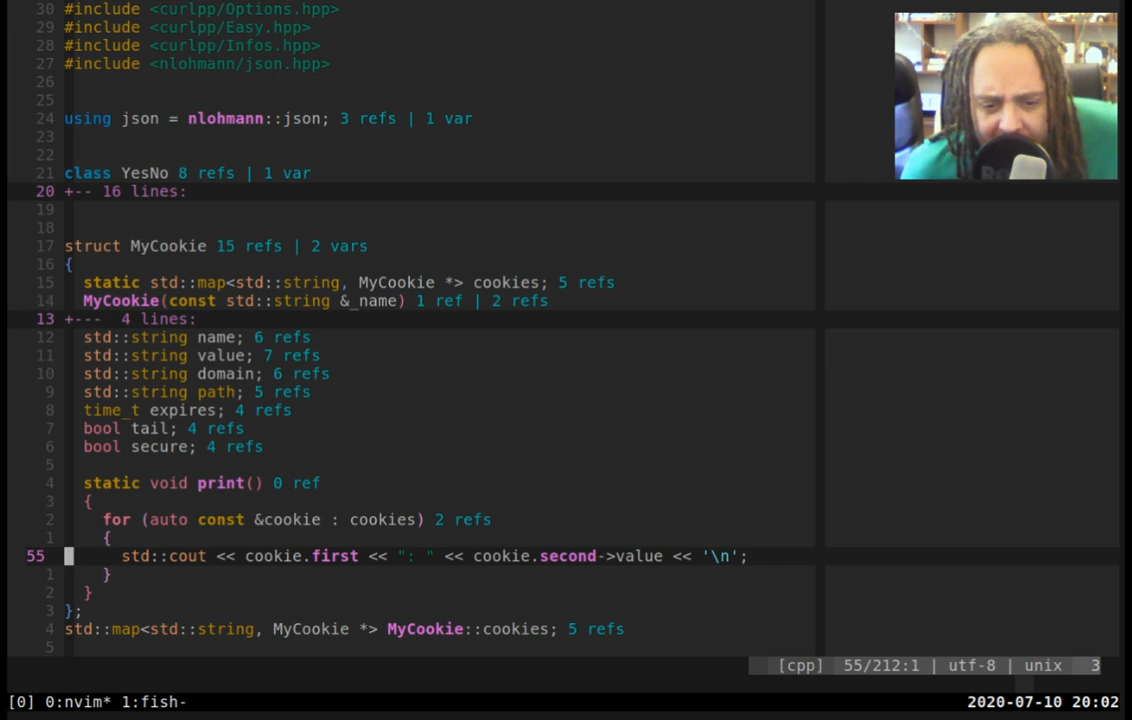 30 #include <curlpp/Options.hpp>
29 #include <curlpp/Easy.hpp>
28 #include <curlpp/Infos.hpp>
27 #include <nlohmann/json.hpp>
26
25
24 using json = nlohmann::json; 3 refs | 1 var
23
22
21 class YesNo 8 refs | 1 var
20 +-- 16 lines:
19
18
17 struct MyCookie 15 refs | 2 vars
16 {
15 static std::map<std::string, MyCookie *> cookies; 5 refs
14 MyCookie(const std::string &_name) 1 ref | 2 refs
13 +--- 4 lines:
12 std::string name; 6 refs
11 std::string value; 7 refs
10 std::string domain; 6 refs
9 std::string path; 5 refs
8 time_t expires; 4 refs
7 bool tail; 4 refs
6 bool secure; 4 refs
5
4 static void print() 0 ref
3 {
2 for (auto const &cookie : cookies) 2 refs
1 {
55 std::cout << cookie.first << ": " << cookie.second->value << '\n';
1 }
2 }
3 };
4 std::map<std::string, MyCookie *> MyCookie::cookies; 5 refs
5
[cpp] 55/212:1 | utf-8 | unix 3
[0] 0:nvim* 1:fish- 2020-07-10 20:02